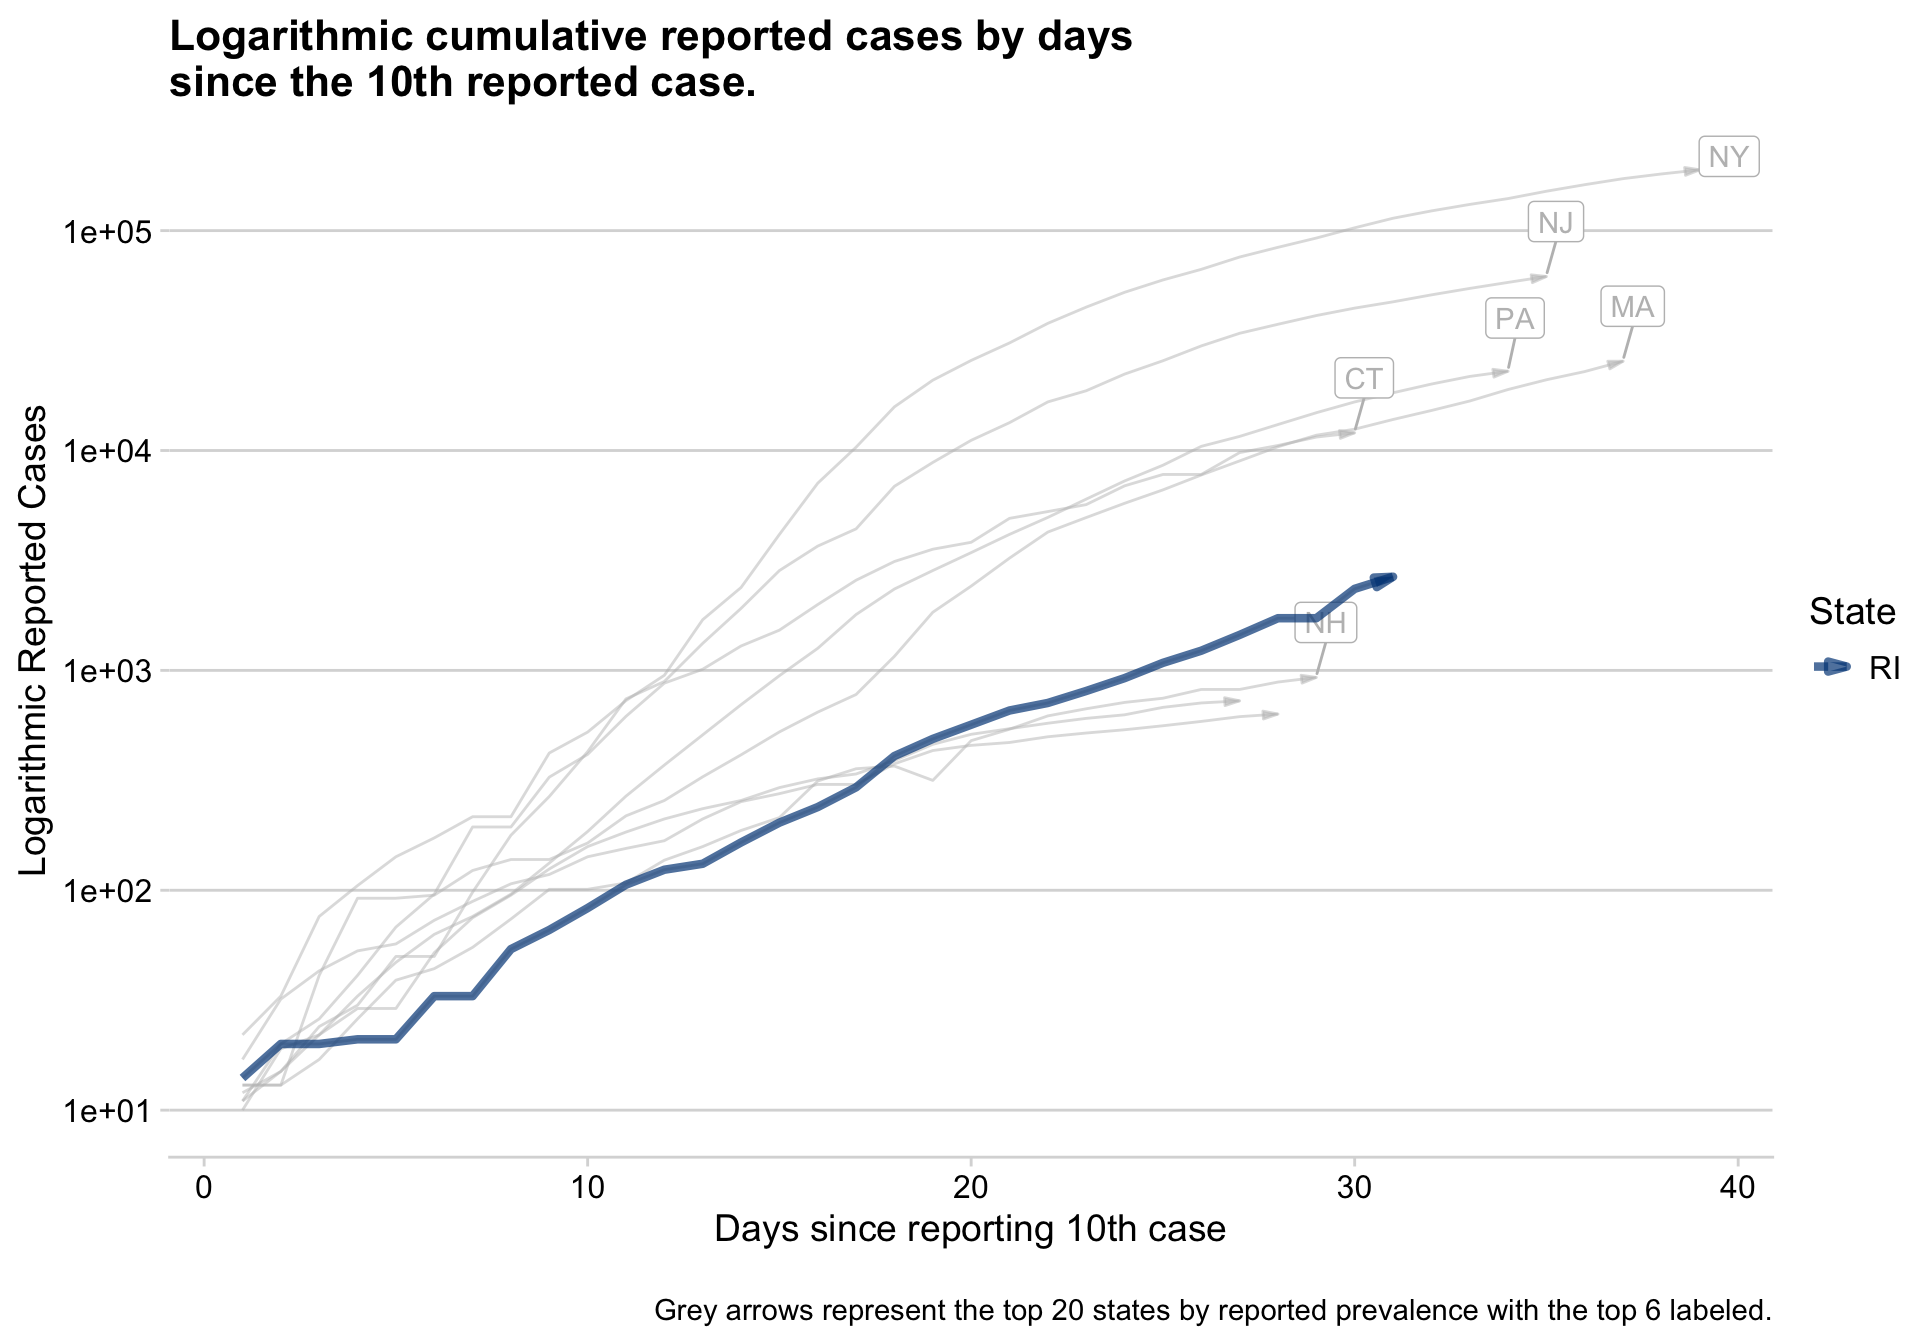 Logarithmic cumulative reported cases by days
since the 10th reported case.
NY
1e+05
NJ
MA
PA
CT
1e+04
Logarithmic Reported Cases
State
NH
1e+03
RI
1e+02
1e+01
0 10 20 30 40
Days since reporting 10th case
Grey arrows represent the top 20 states by reported prevalence with the top 6 labeled.